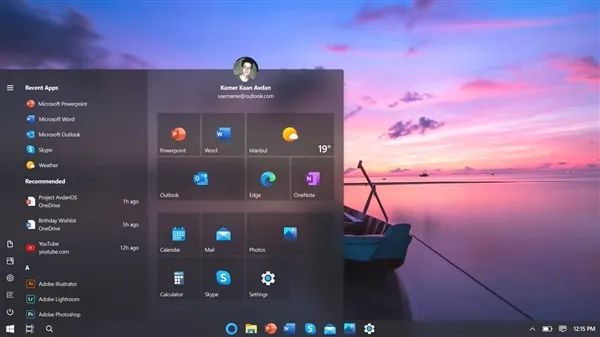 Kamer Kaan Avdan
username@outlook.com
Recent Apps
Microsoft Powerpoint
Microsoft Word
Microsoft Outlook
Skype
Weather
Recommended
Project AvdanOS
OneDrive
1h ago
Birthday Wishlist
OneDrive
5h ago
YouTube
youtube.com
12h ago
A
Adobe Illustrator
Adobe Lightroom
Adobe Photoshop
Powerpoint
Word
Istanbul
19°
Outlook
Edge
OneNote
Calendar
Mail
Photos
Calculator
Skype
Settings
12:15 PM